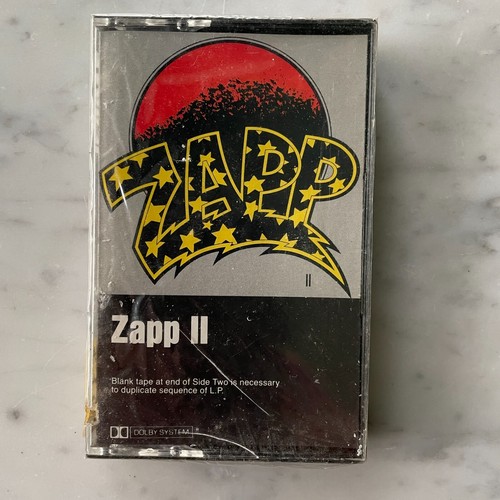 ZAPP
II
Zapp II
Blank tape at end of Side Two is necessary
to duplicate sequence of L.P.
DOLBY SYSTEM